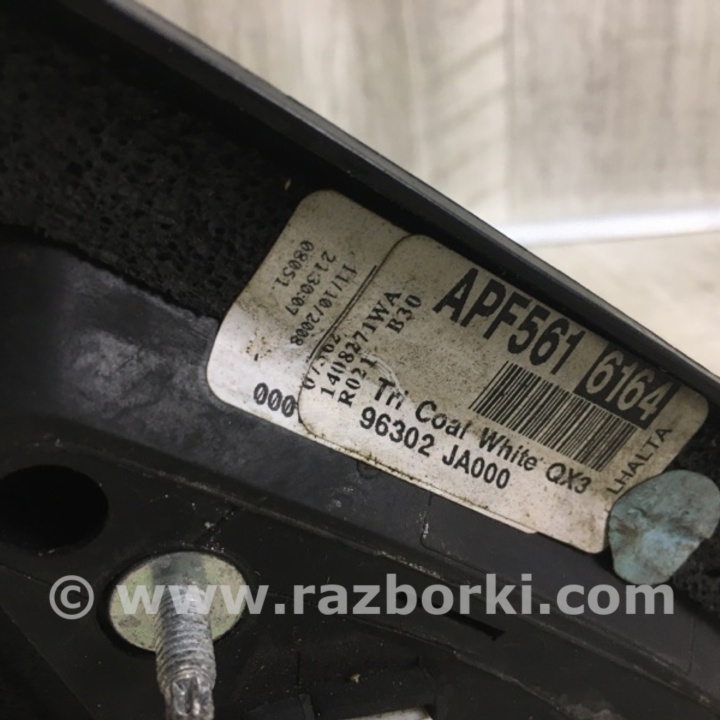 APF561 6164
B30
1408271WA
R021
07362
Tri Coat White QX3
96302 JA000
LHALTA
11/10/2008
21:30:07
08051
000
© www.razborki.com